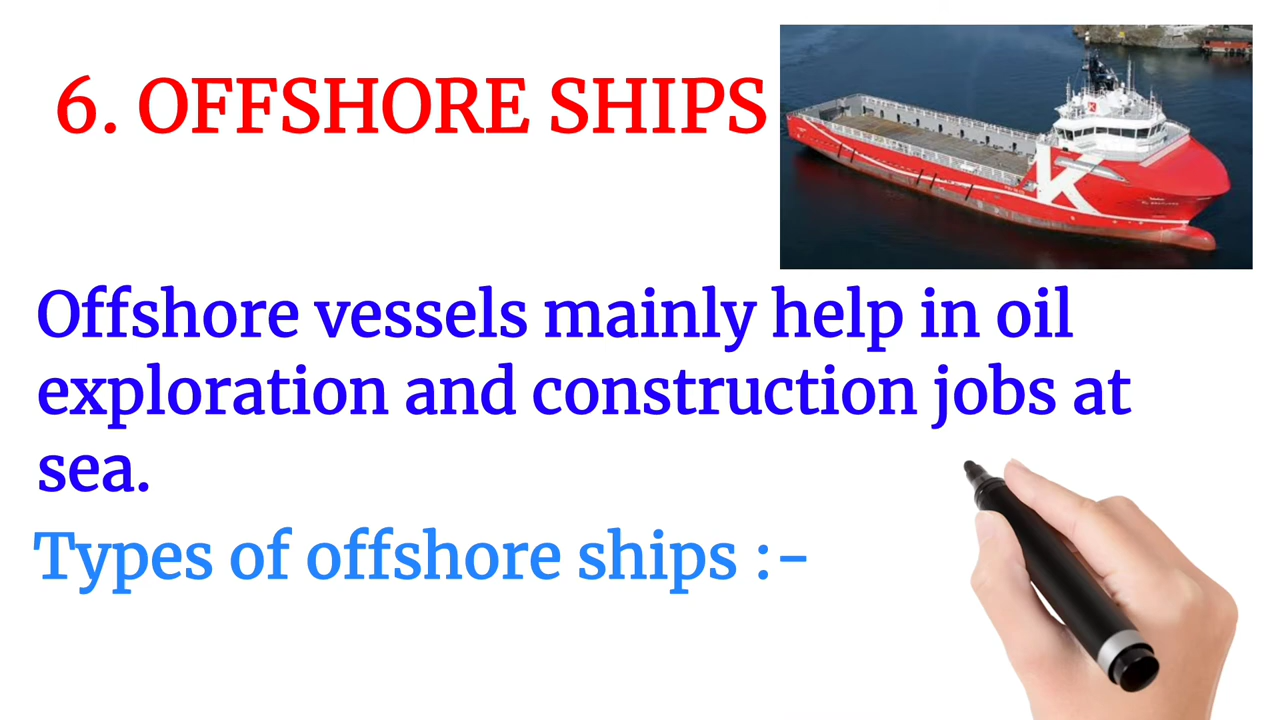 6. OFFSHORE SHIPS
K
Offshore vessels mainly help in oil
exploration and construction jobs at
sea.
Types of offshore ships :-